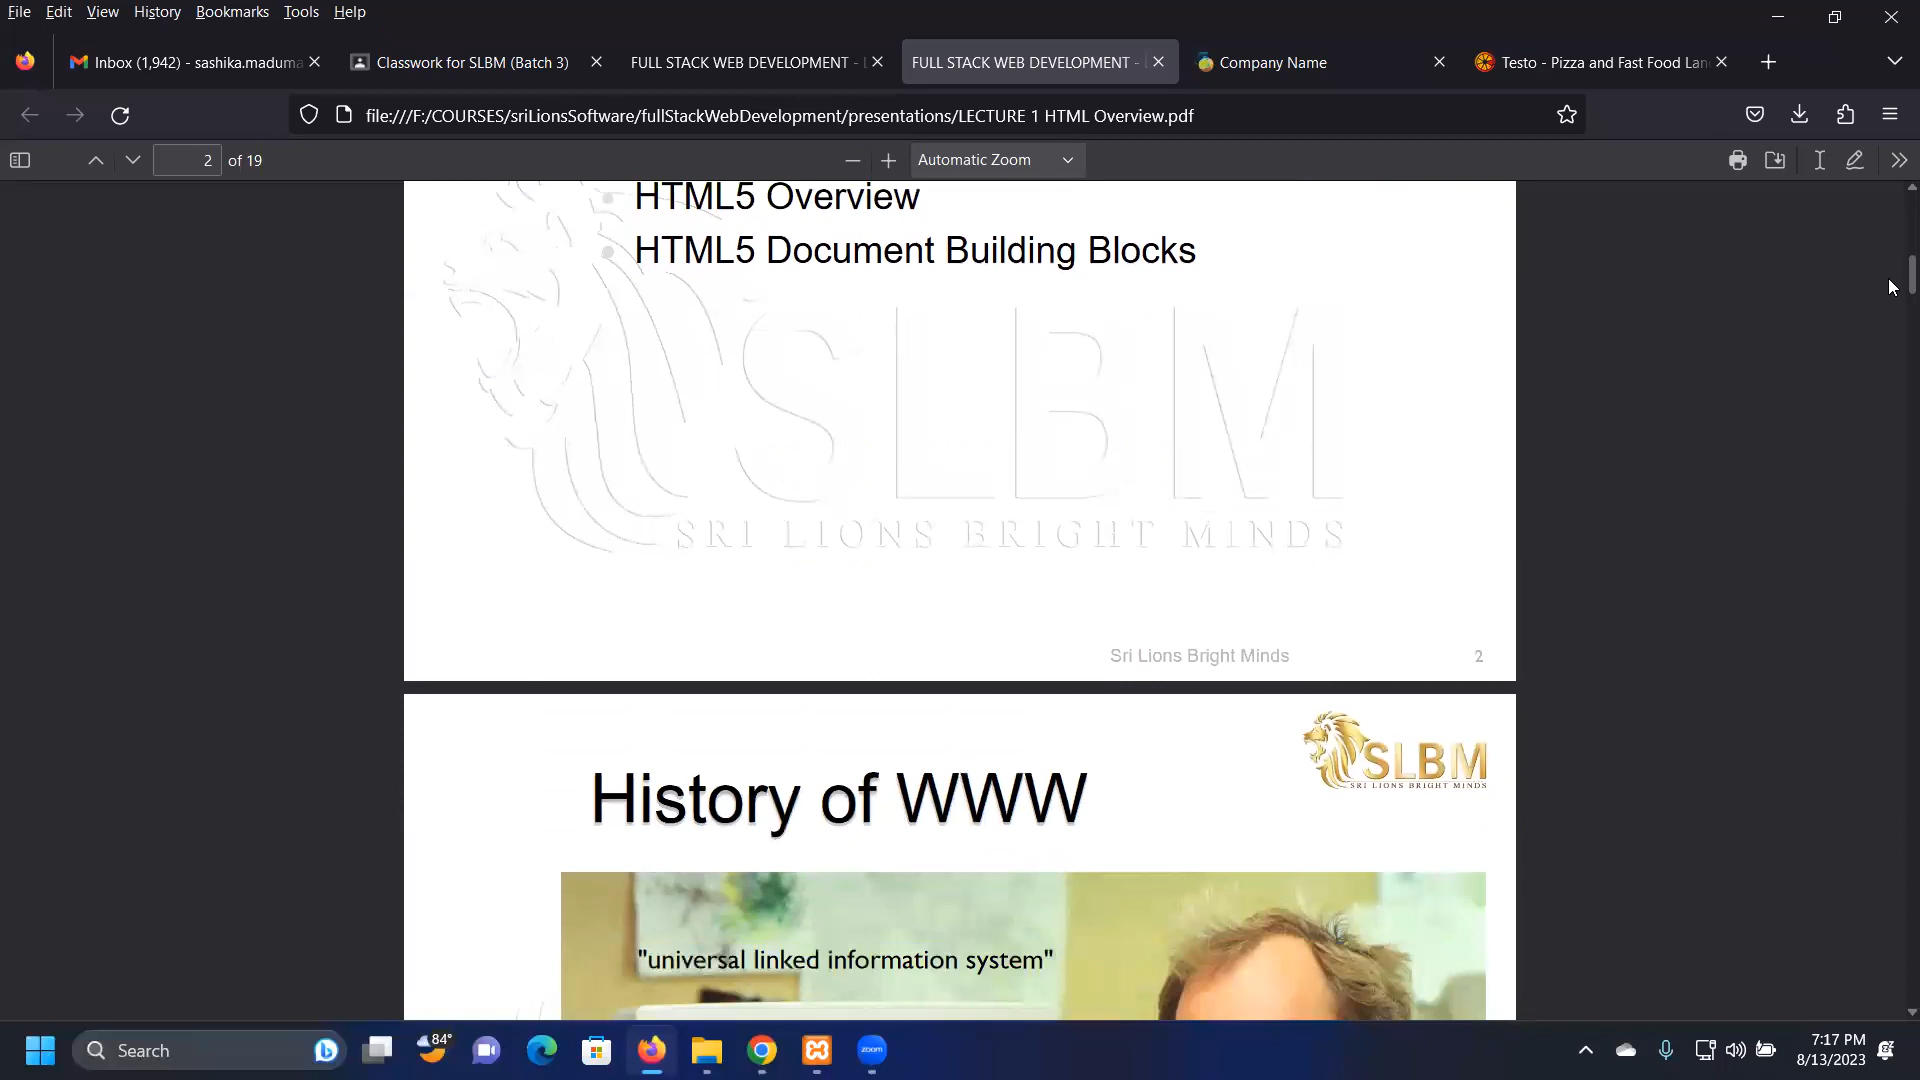 File Edit View History Bookmarks Tools Help
Inbox (1,942) - sashika.maduma
Classwork for SLBM (Batch 3)
FULL STACK WEB DEVELOPMENT - L
FULL STACK WEB DEVELOPMENT -
Company Name
Testo - Pizza and Fast Food Lan
file:///F:/COURSES/sriLionsSoftware/fullStackWebDevelopment/presentations/LECTURE 1 HTML Overview.pdf
2 of 19
Automatic Zoom
HTML5 Overview
HTML5 Document Building Blocks
SLBM
SRI LIONS BRIGHT MINDS
Sri Lions Bright Minds 2
SLBM
SRI LIONS BRIGHT MINDS
History of WWW
"universal linked information system"
Search
84°
zoom
7:17 PM
8/13/2023